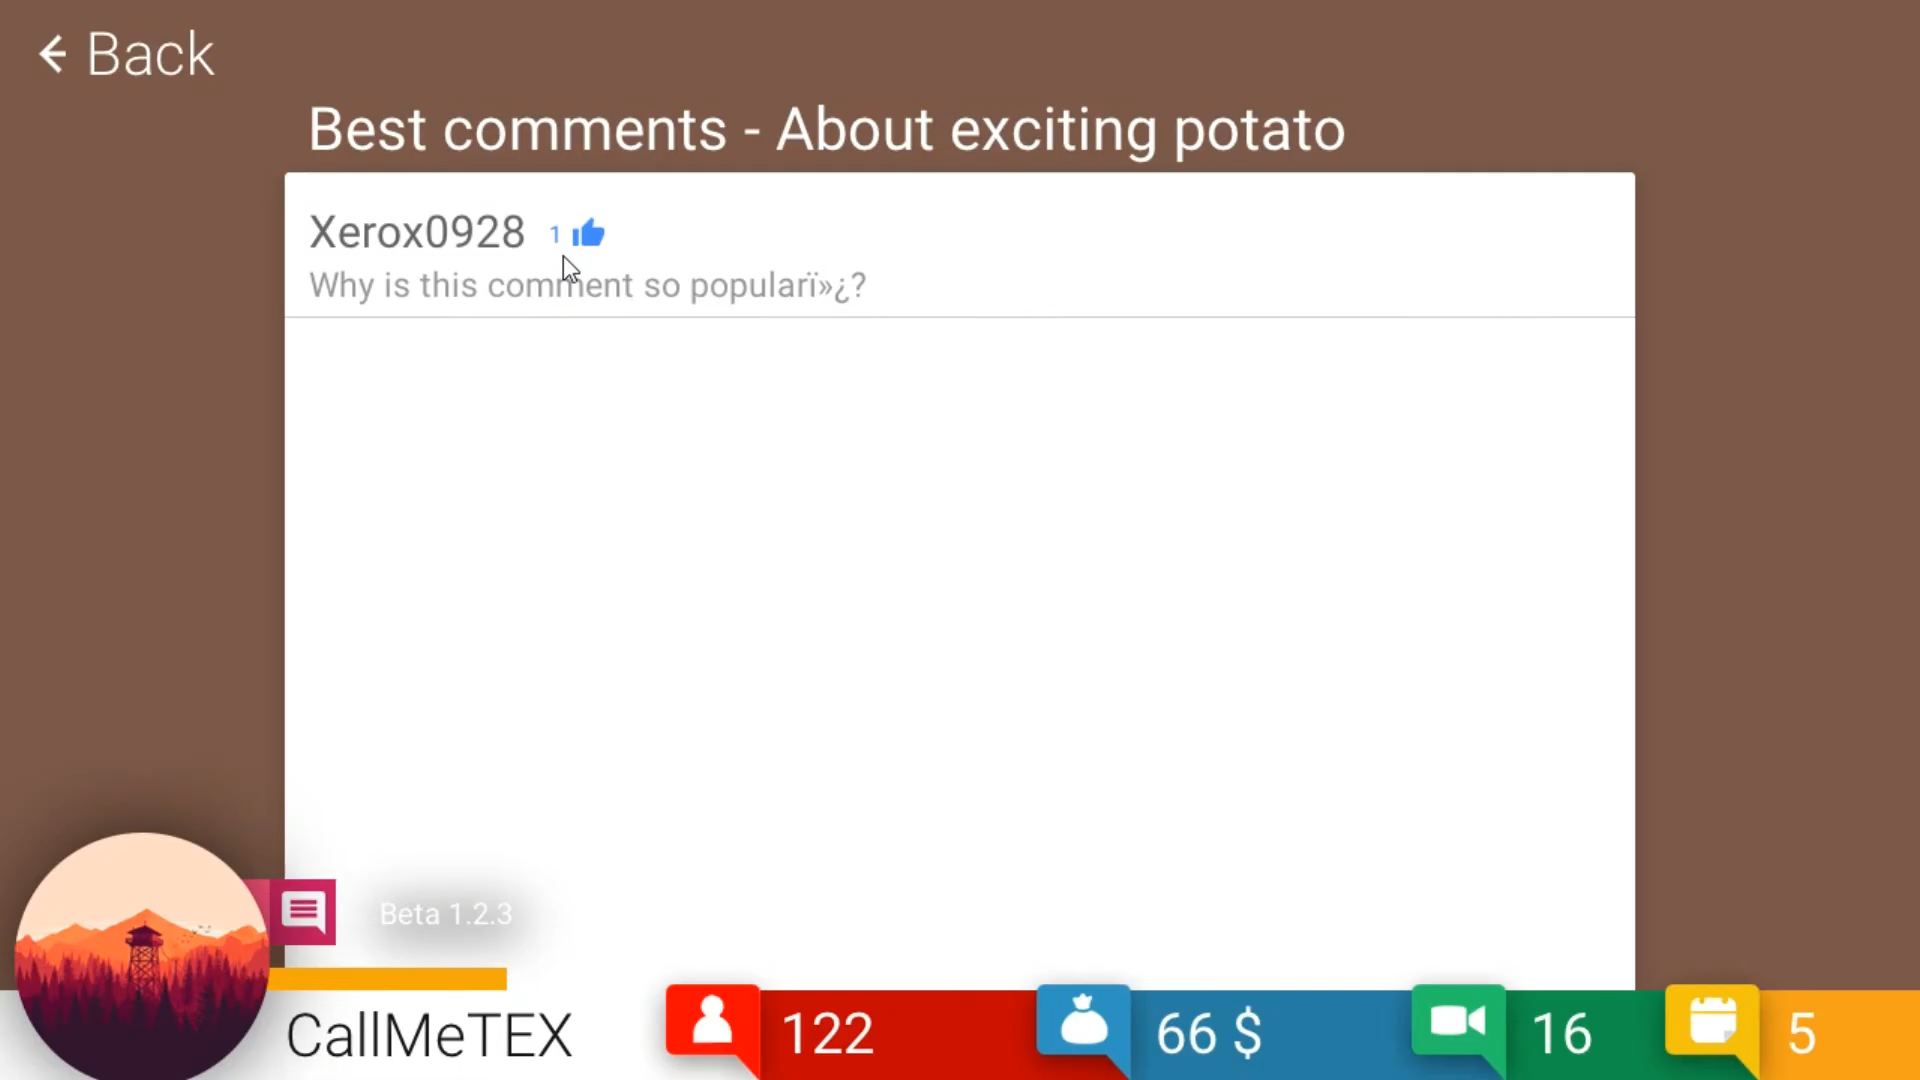 Back
Best comments - About exciting potato
Xerox0928 1
Why is this comment so popularï»¿?
Beta 1.2.3
CallMeTEX 122 66 $ 16 5